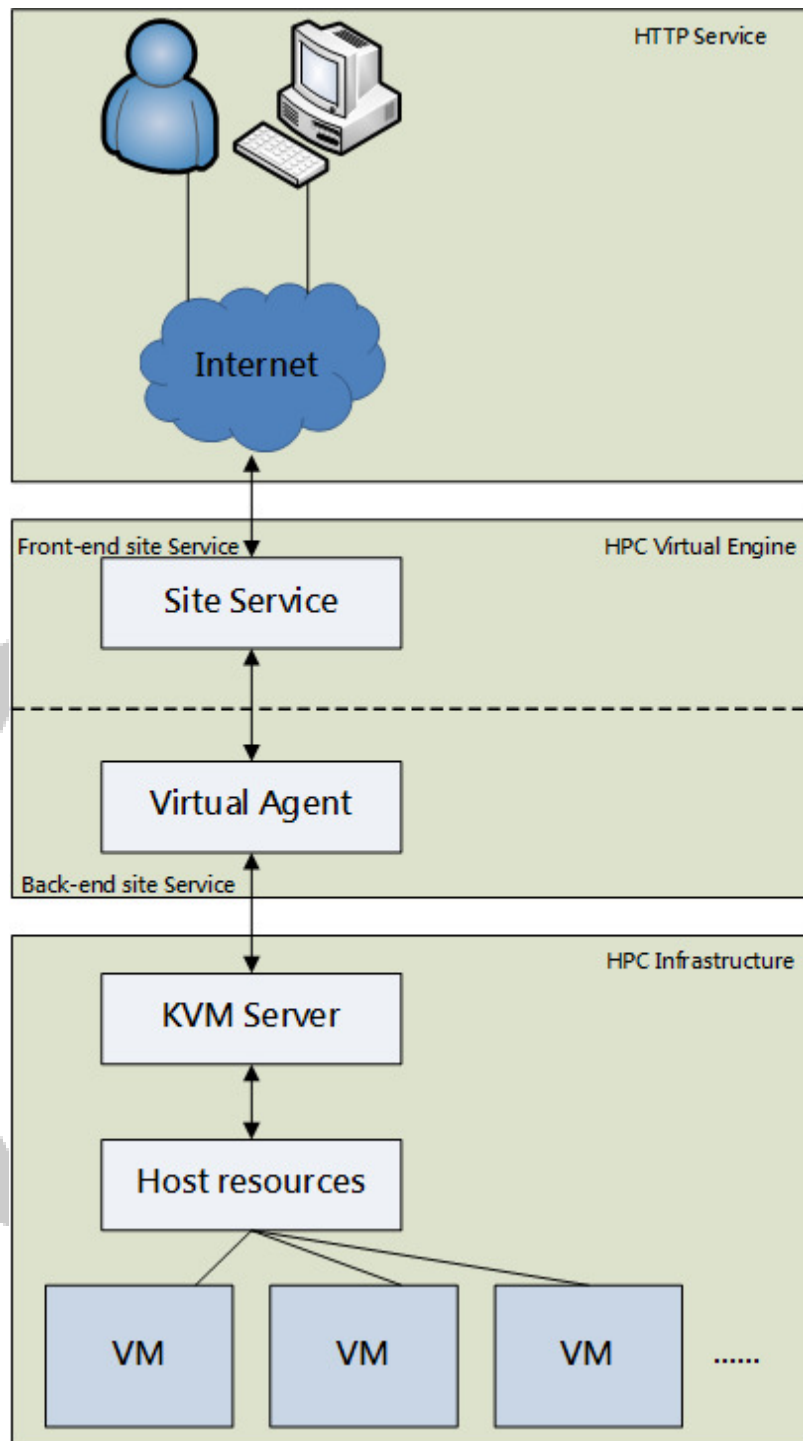 HTTP Service
Internet
Front-end site Service
HPC Virtual Engine
Site Service
Virtual Agent
Back-end site Service
HPC Infrastructure
KVM Server
Host resources
VM
VM
VM
......